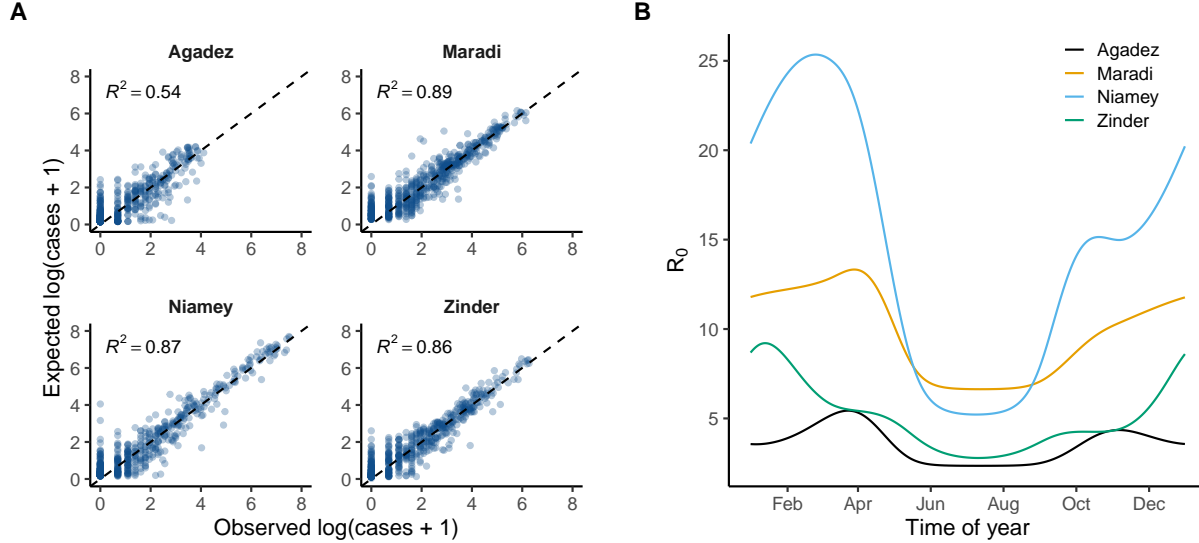 A
Agadez
R² = 0.54
8
6
4
2
0
0 2 4 6 8
Maradi
R² = 0.89
8
6
4
2
0
0 2 4 6 8
Niamey
R² = 0.87
8
6
4
2
0
0 2 4 6 8
Zinder
R² = 0.86
8
6
4
2
0
0 2 4 6 8
Expected log(cases + 1)
Observed log(cases + 1)
B
Agadez
Maradi
Niamey
Zinder
25
20
15
10
5
R₀
Feb Apr Jun Aug Oct Dec
Time of year